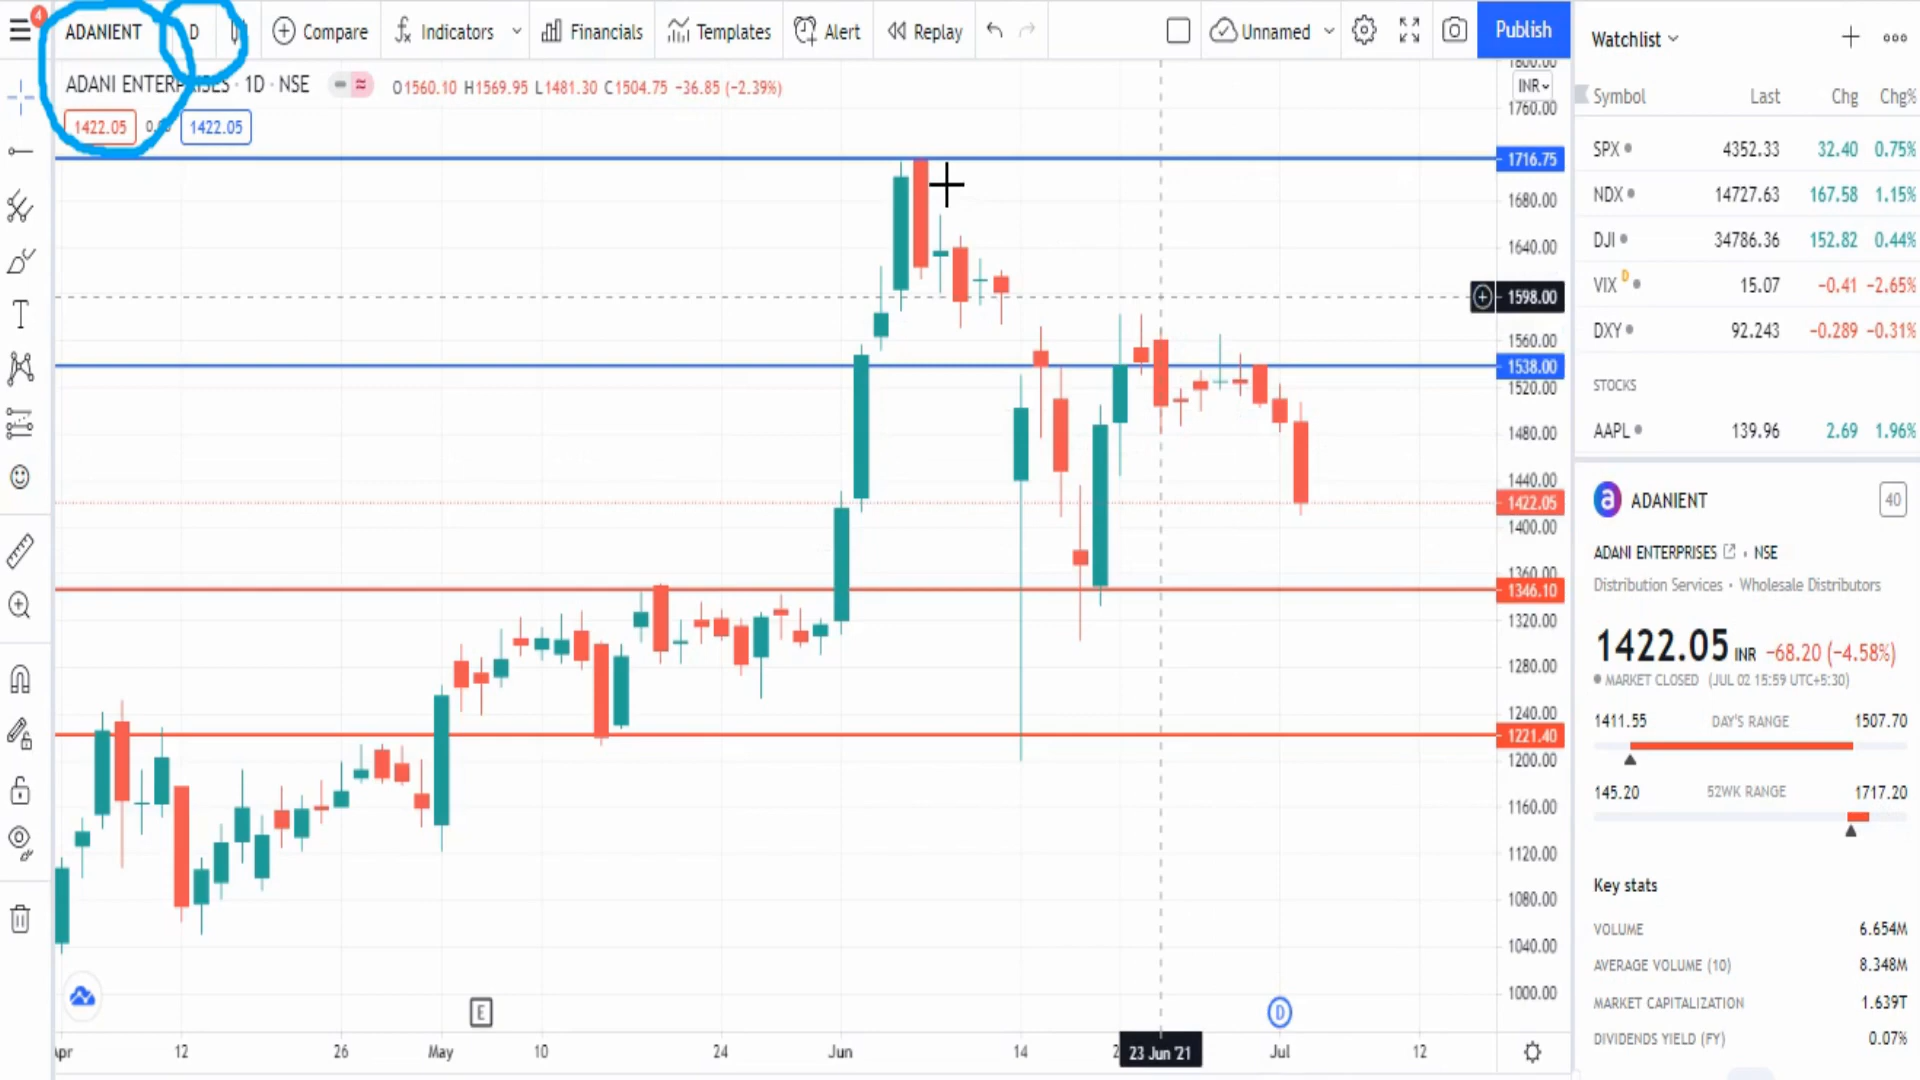 4
ADANIENT
D
Compare
Indicators
Financials
Templates
Alert
Replay
Unnamed
Publish
ADANI ENTERPRISES · 1D · NSE
O1560.10 H1569.95 L1481.30 C1504.75 −36.85 (−2.39%)
1422.05
1422.05
INR
1800.00
1760.00
1716.75
1680.00
1640.00
1598.00
1560.00
1538.00
1520.00
1480.00
1440.00
1422.05
1400.00
1360.00
1346.10
1320.00
1280.00
1240.00
1221.40
1200.00
1160.00
1120.00
1080.00
1040.00
1000.00
E
D
12
26
May
10
24
Jun
14
23 Jun '21
Jul
12
Watchlist
Symbol Last Chg Chg%
SPX 4352.33 32.40 0.75%
NDX 14727.63 167.58 1.15%
DJI 34786.36 152.82 0.44%
VIX D 15.07 −0.41 −2.65%
DXY 92.243 −0.289 −0.31%
STOCKS
AAPL 139.96 2.69 1.96%
a ADANIENT 40
ADANI ENTERPRISES · NSE
Distribution Services • Wholesale Distributors
1422.05 INR −68.20 (−4.58%)
MARKET CLOSED (JUL 02 15:59 UTC+5:30)
1411.55 DAY'S RANGE 1507.70
145.20 52WK RANGE 1717.20
Key stats
VOLUME 6.654M
AVERAGE VOLUME (10) 8.348M
MARKET CAPITALIZATION 1.639T
DIVIDENDS YIELD (FY) 0.07%